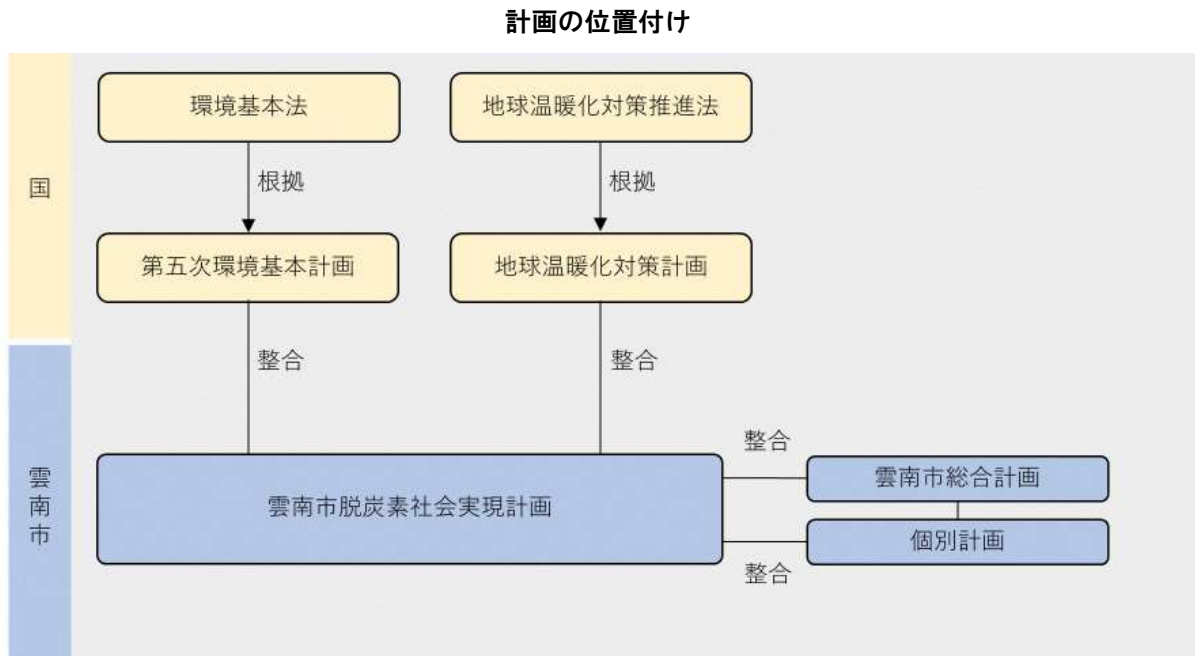 計画の位置付け
国
環境基本法
地球温暖化対策推進法
根拠
根拠
第五次環境基本計画
地球温暖化対策計画
整合
整合
雲南市
雲南市脱炭素社会実現計画
整合
雲南市総合計画
個別計画
整合